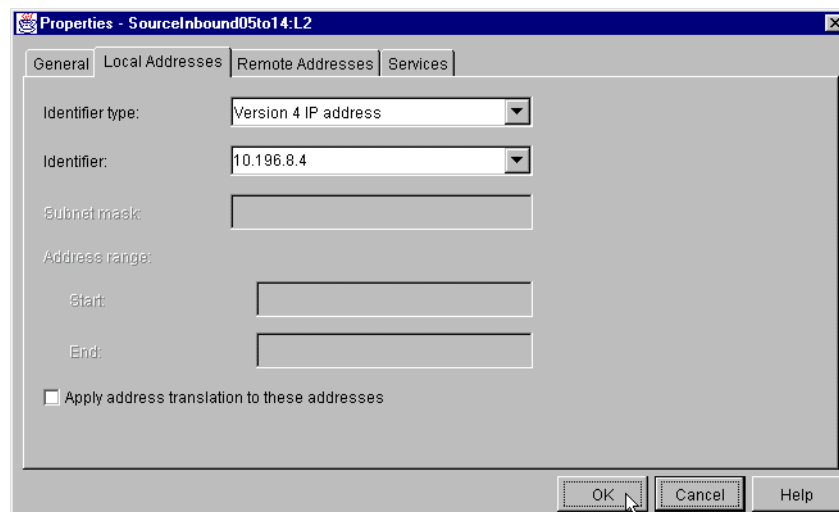 Properties - SourceInbound05to14:L2
General Local Addresses Remote Addresses Services
Identifier type: Version 4 IP address
Identifier: 10.196.8.4
Subnet mask:
Address range:
Start:
End:
Apply address translation to these addresses
OK Cancel Help